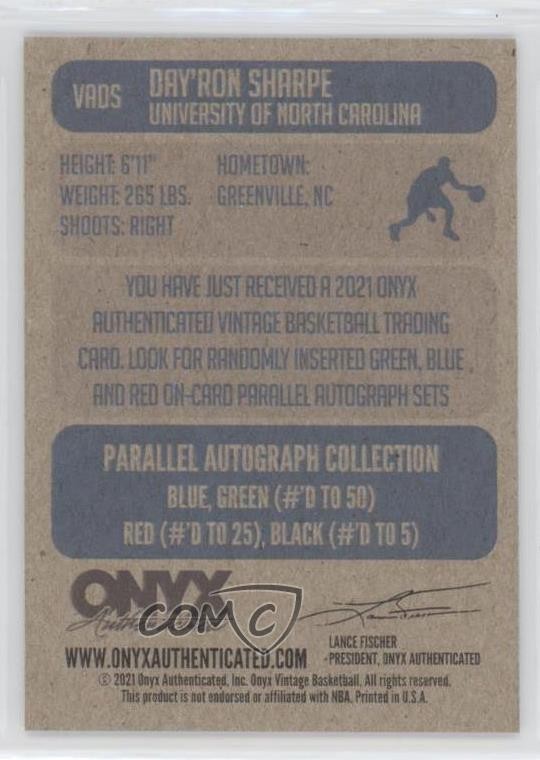 VADS
DAY'RON SHARPE
UNIVERSITY OF NORTH CAROLINA
HEIGHT: 6'11"
HOMETOWN:
WEIGHT: 265 LBS.
GREENVILLE, NC
SHOOTS: RIGHT
YOU HAVE JUST RECEIVED A 2021 ONYX
AUTHENTICATED VINTAGE BASKETBALL TRADING
CARD. LOOK FOR RANDOMLY INSERTED GREEN, BLUE
AND RED ON-CARD PARALLEL AUTOGRAPH SETS
PARALLEL AUTOGRAPH COLLECTION
BLUE, GREEN (#'D TO 50)
RED (#'D TO 25), BLACK (#'D TO 5)
ONYX
COMC
WWW.ONYXAUTHENTICATED.COM
LANCE FISCHER
-PRESIDENT, ONYX AUTHENTICATED
© 2021 Onyx Authenticated, Inc. Onyx Vintage Basketball. All rights reserved.
This product is not endorsed or affiliated with NBA. Printed in U.S.A.